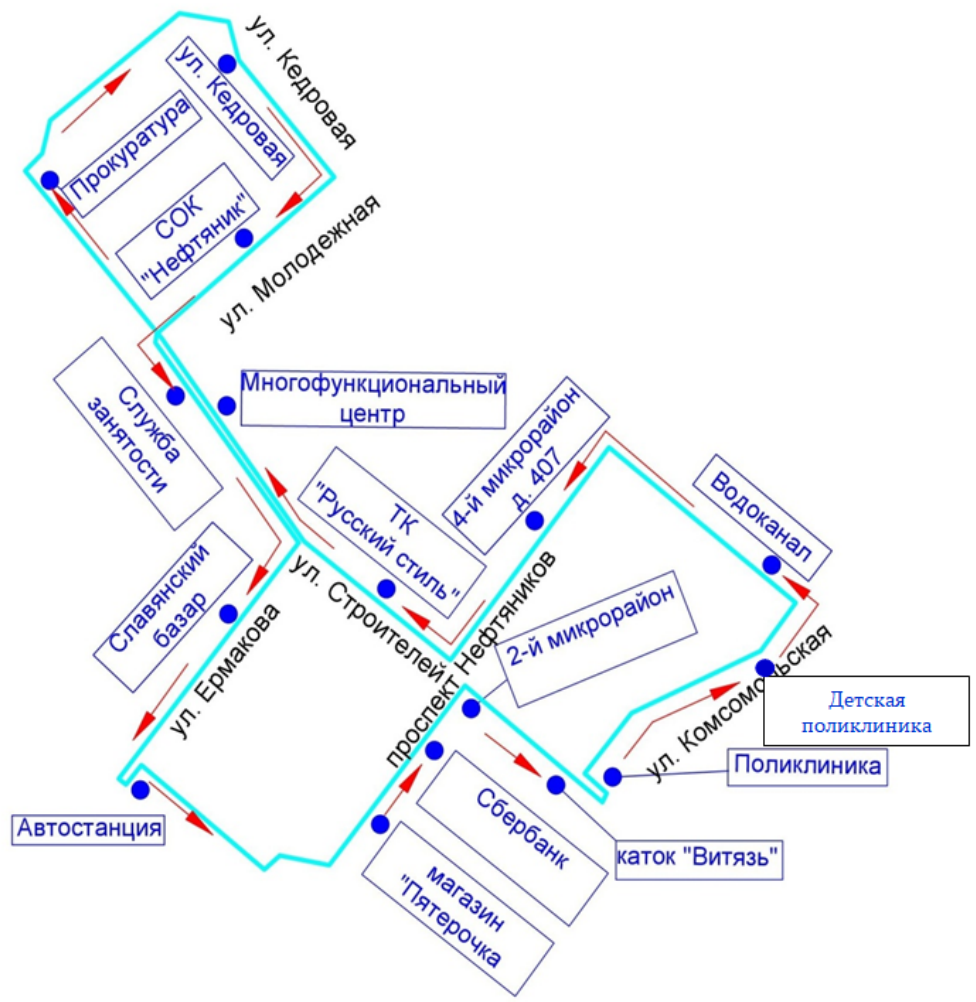 ул. Кедровая
ул. Кедровая
Прокуратура
СОК
"Нефтяник"
ул. Молодежная
Служба
занятости
Многофункциональный
центр
4-й микрорайон
д. 407
ТК
"Русский стиль"
Водоканал
Славянский
базар
ул. Строителей
ул. Ермакова
проспект Нефтяников
2-й микрорайон
ул. Комсомольская
Детская
поликлиника
Поликлиника
Автостанция
Сбербанк
каток "Витязь"
магазин
"Пятерочка